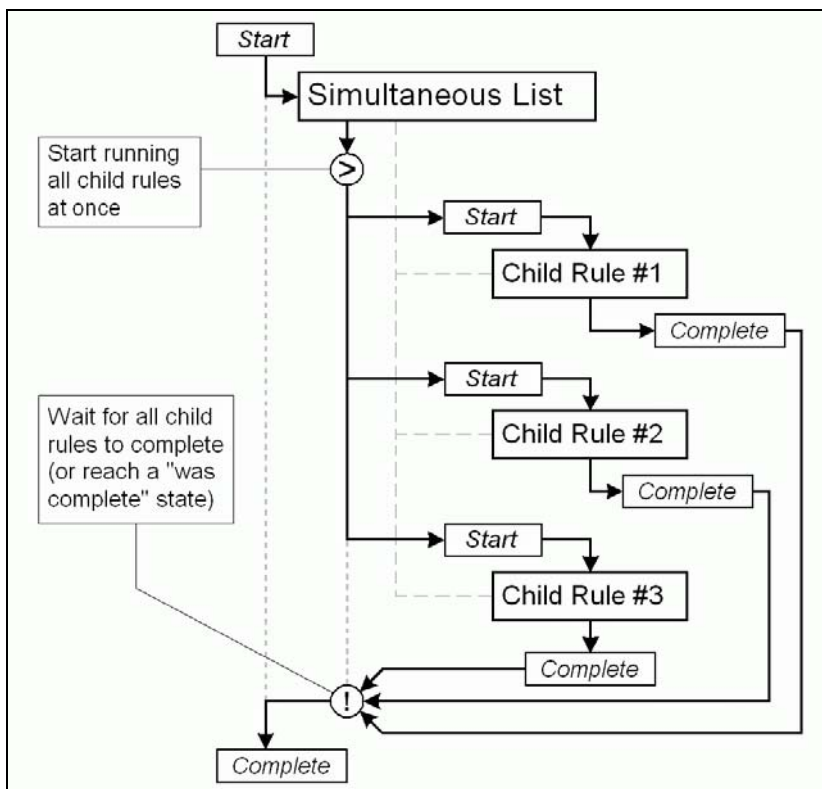 Start
Simultaneous List
>
Start running
all child rules
at once
Start
Child Rule #1
Complete
Start
Child Rule #2
Complete
Wait for all child
rules to complete
(or reach a "was
complete" state)
Start
Child Rule #3
Complete
!
Complete